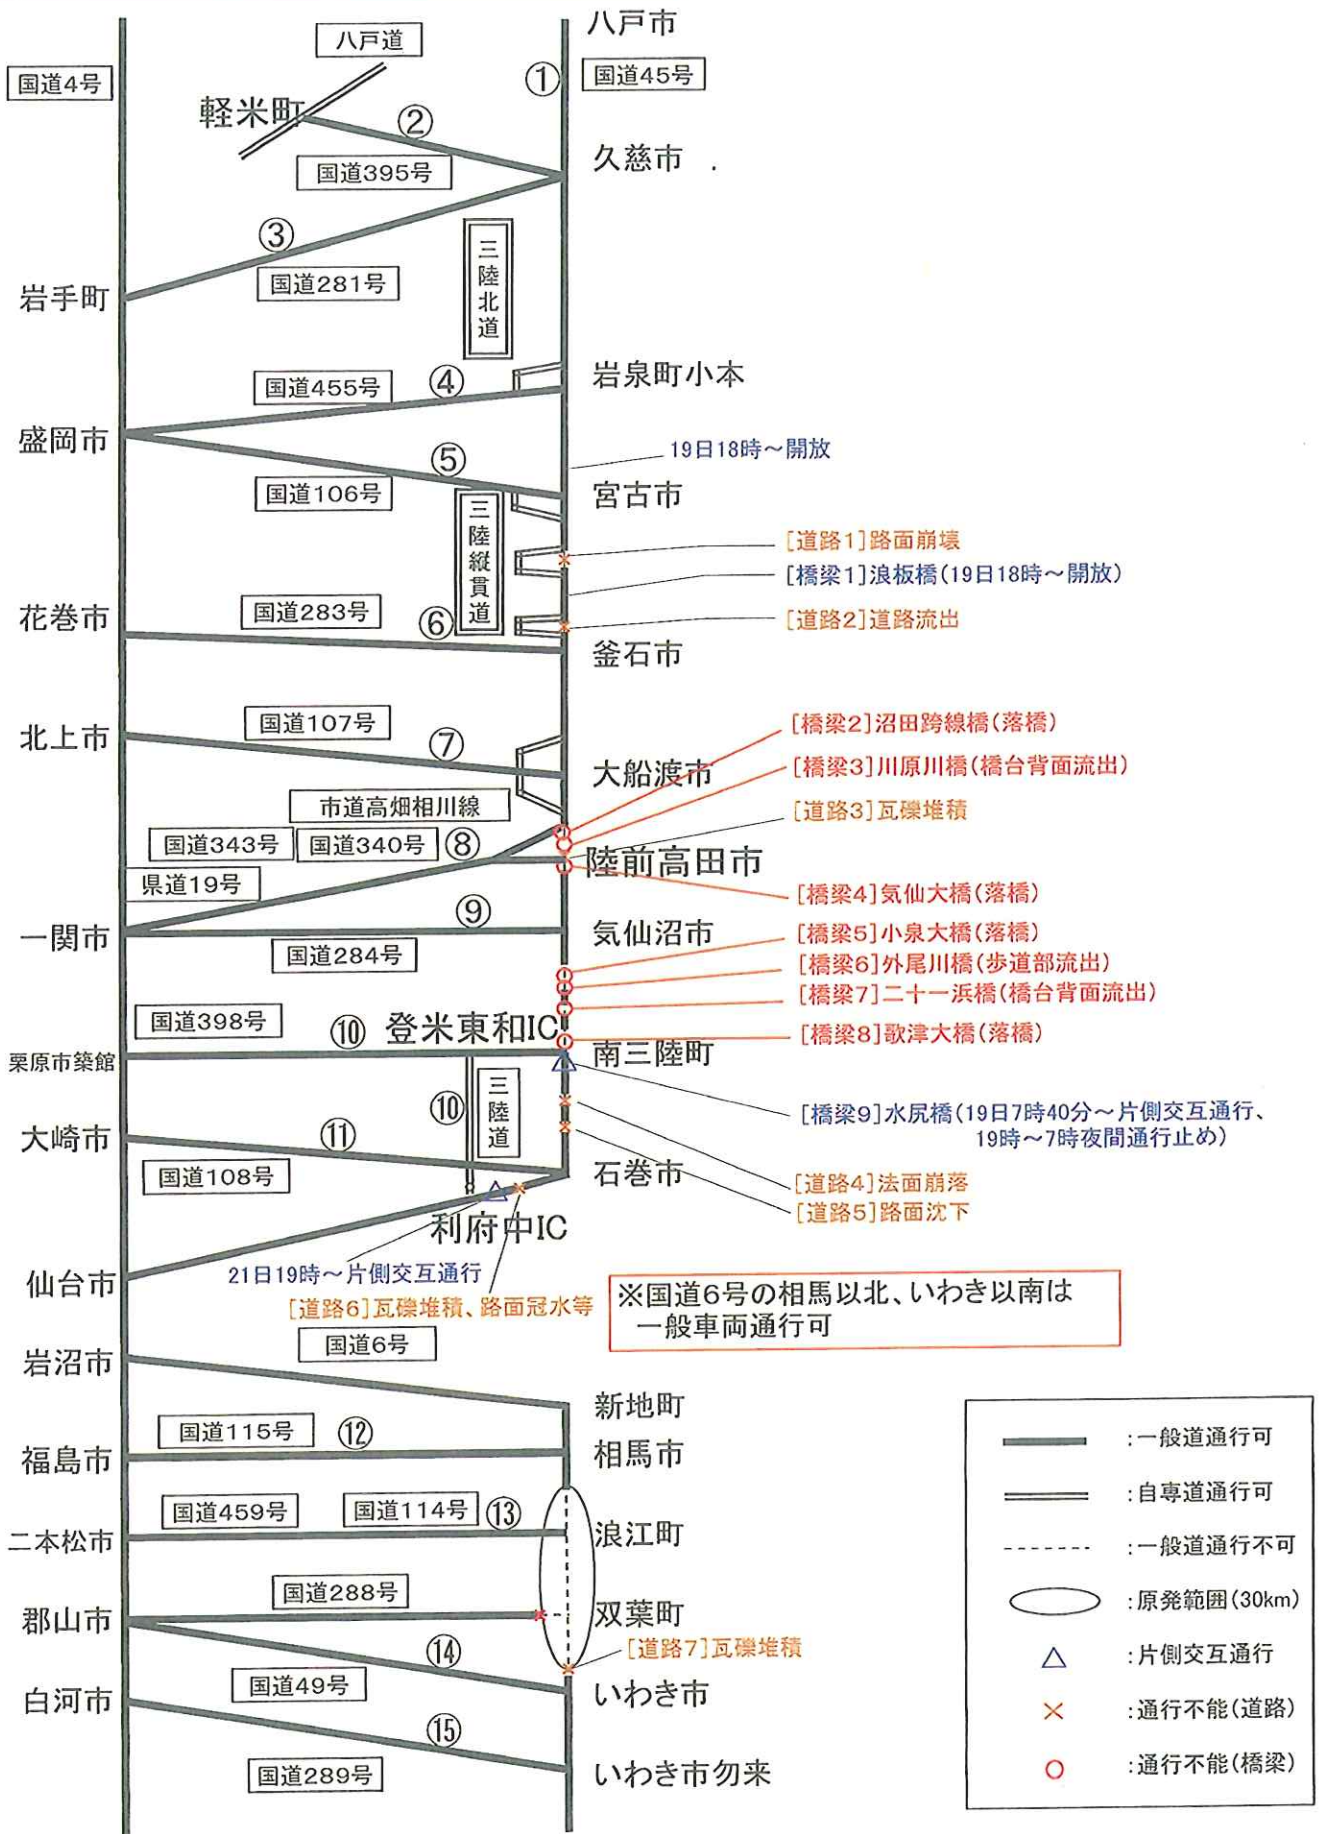 八戸市
八戸道
国道4号
①
国道45号
軽米町
②
久慈市
国道395号
③
三陸北道
国道281号
岩手町
岩泉町小本
国道455号
④
盛岡市
19日18時～開放
⑤
国道106号
宮古市
三陸縦貫道
[道路1]路面崩壊
[橋梁1]浪板橋(19日18時～開放)
国道283号
花巻市
⑥
[道路2]道路流出
釜石市
国道107号
北上市
⑦
[橋梁2]沼田跨線橋(落橋)
大船渡市
[橋梁3]川原川橋(橋台背面流出)
市道高畑相川線
[道路3]瓦礫堆積
国道343号
国道340号
⑧
陸前高田市
県道19号
[橋梁4]気仙大橋(落橋)
⑨
一関市
気仙沼市
[橋梁5]小泉大橋(落橋)
国道284号
[橋梁6]外尾川橋(歩道部流出)
[橋梁7]二十一浜橋(橋台背面流出)
国道398号
⑩
登米東和IC
[橋梁8]歌津大橋(落橋)
栗原市築館
南三陸町
⑩
三陸道
[橋梁9]水尻橋(19日7時40分～片側交互通行、
19時～7時夜間通行止め)
大崎市
⑪
国道108号
石巻市
[道路4]法面崩落
[道路5]路面沈下
利府中IC
仙台市
21日19時～片側交互通行
[道路6]瓦礫堆積、路面冠水等
※国道6号の相馬以北、いわき以南は
一般車両通行可
国道6号
岩沼市
新地町
国道115号
⑫
福島市
相馬市
国道459号
国道114号
⑬
二本松市
浪江町
国道288号
郡山市
双葉町
⑭
[道路7]瓦礫堆積
国道49号
いわき市
白河市
⑮
国道289号
いわき市勿来
:一般道通行可
:自専道通行可
:一般道通行不可
:原発範囲(30km)
:片側交互通行
:通行不能(道路)
:通行不能(橋梁)